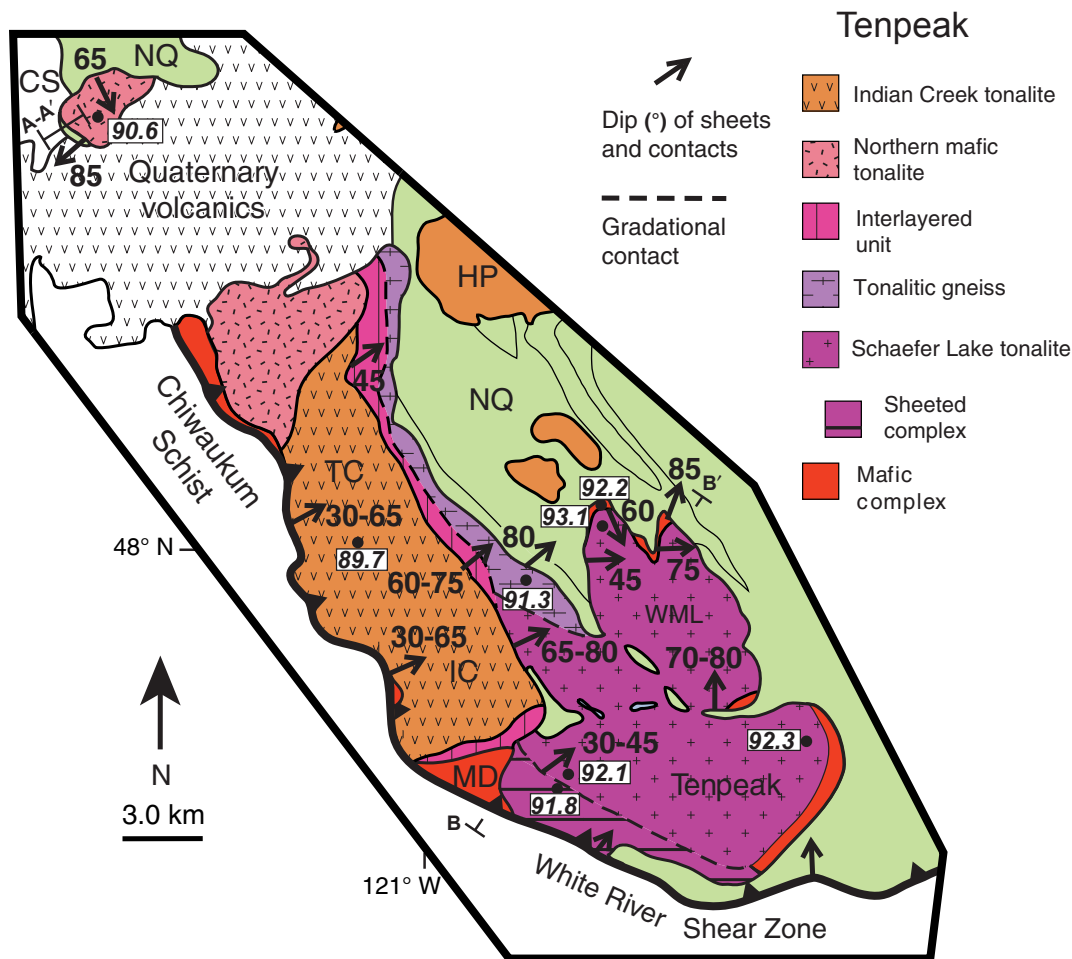 Tenpeak
Indian Creek tonalite
Northern mafic
tonalite
Interlayered
unit
Tonalitic gneiss
Schaefer Lake tonalite
Sheeted
complex
Mafic
complex
Dip (°) of sheets
and contacts
Gradational
contact
65
NQ
CS
A-A′
90.6
85
Quaternary
volcanics
HP
45
NQ
Chiwaukum
Schist
TC
30-65
89.7
48° N
60-75
80
91.3
92.2
93.1
60
85
B′
45
75
WML
30-65
IC
65-80
70-80
30-45
92.3
92.1
Tenpeak
MD
91.8
B
N
3.0 km
121° W
White River
Shear Zone